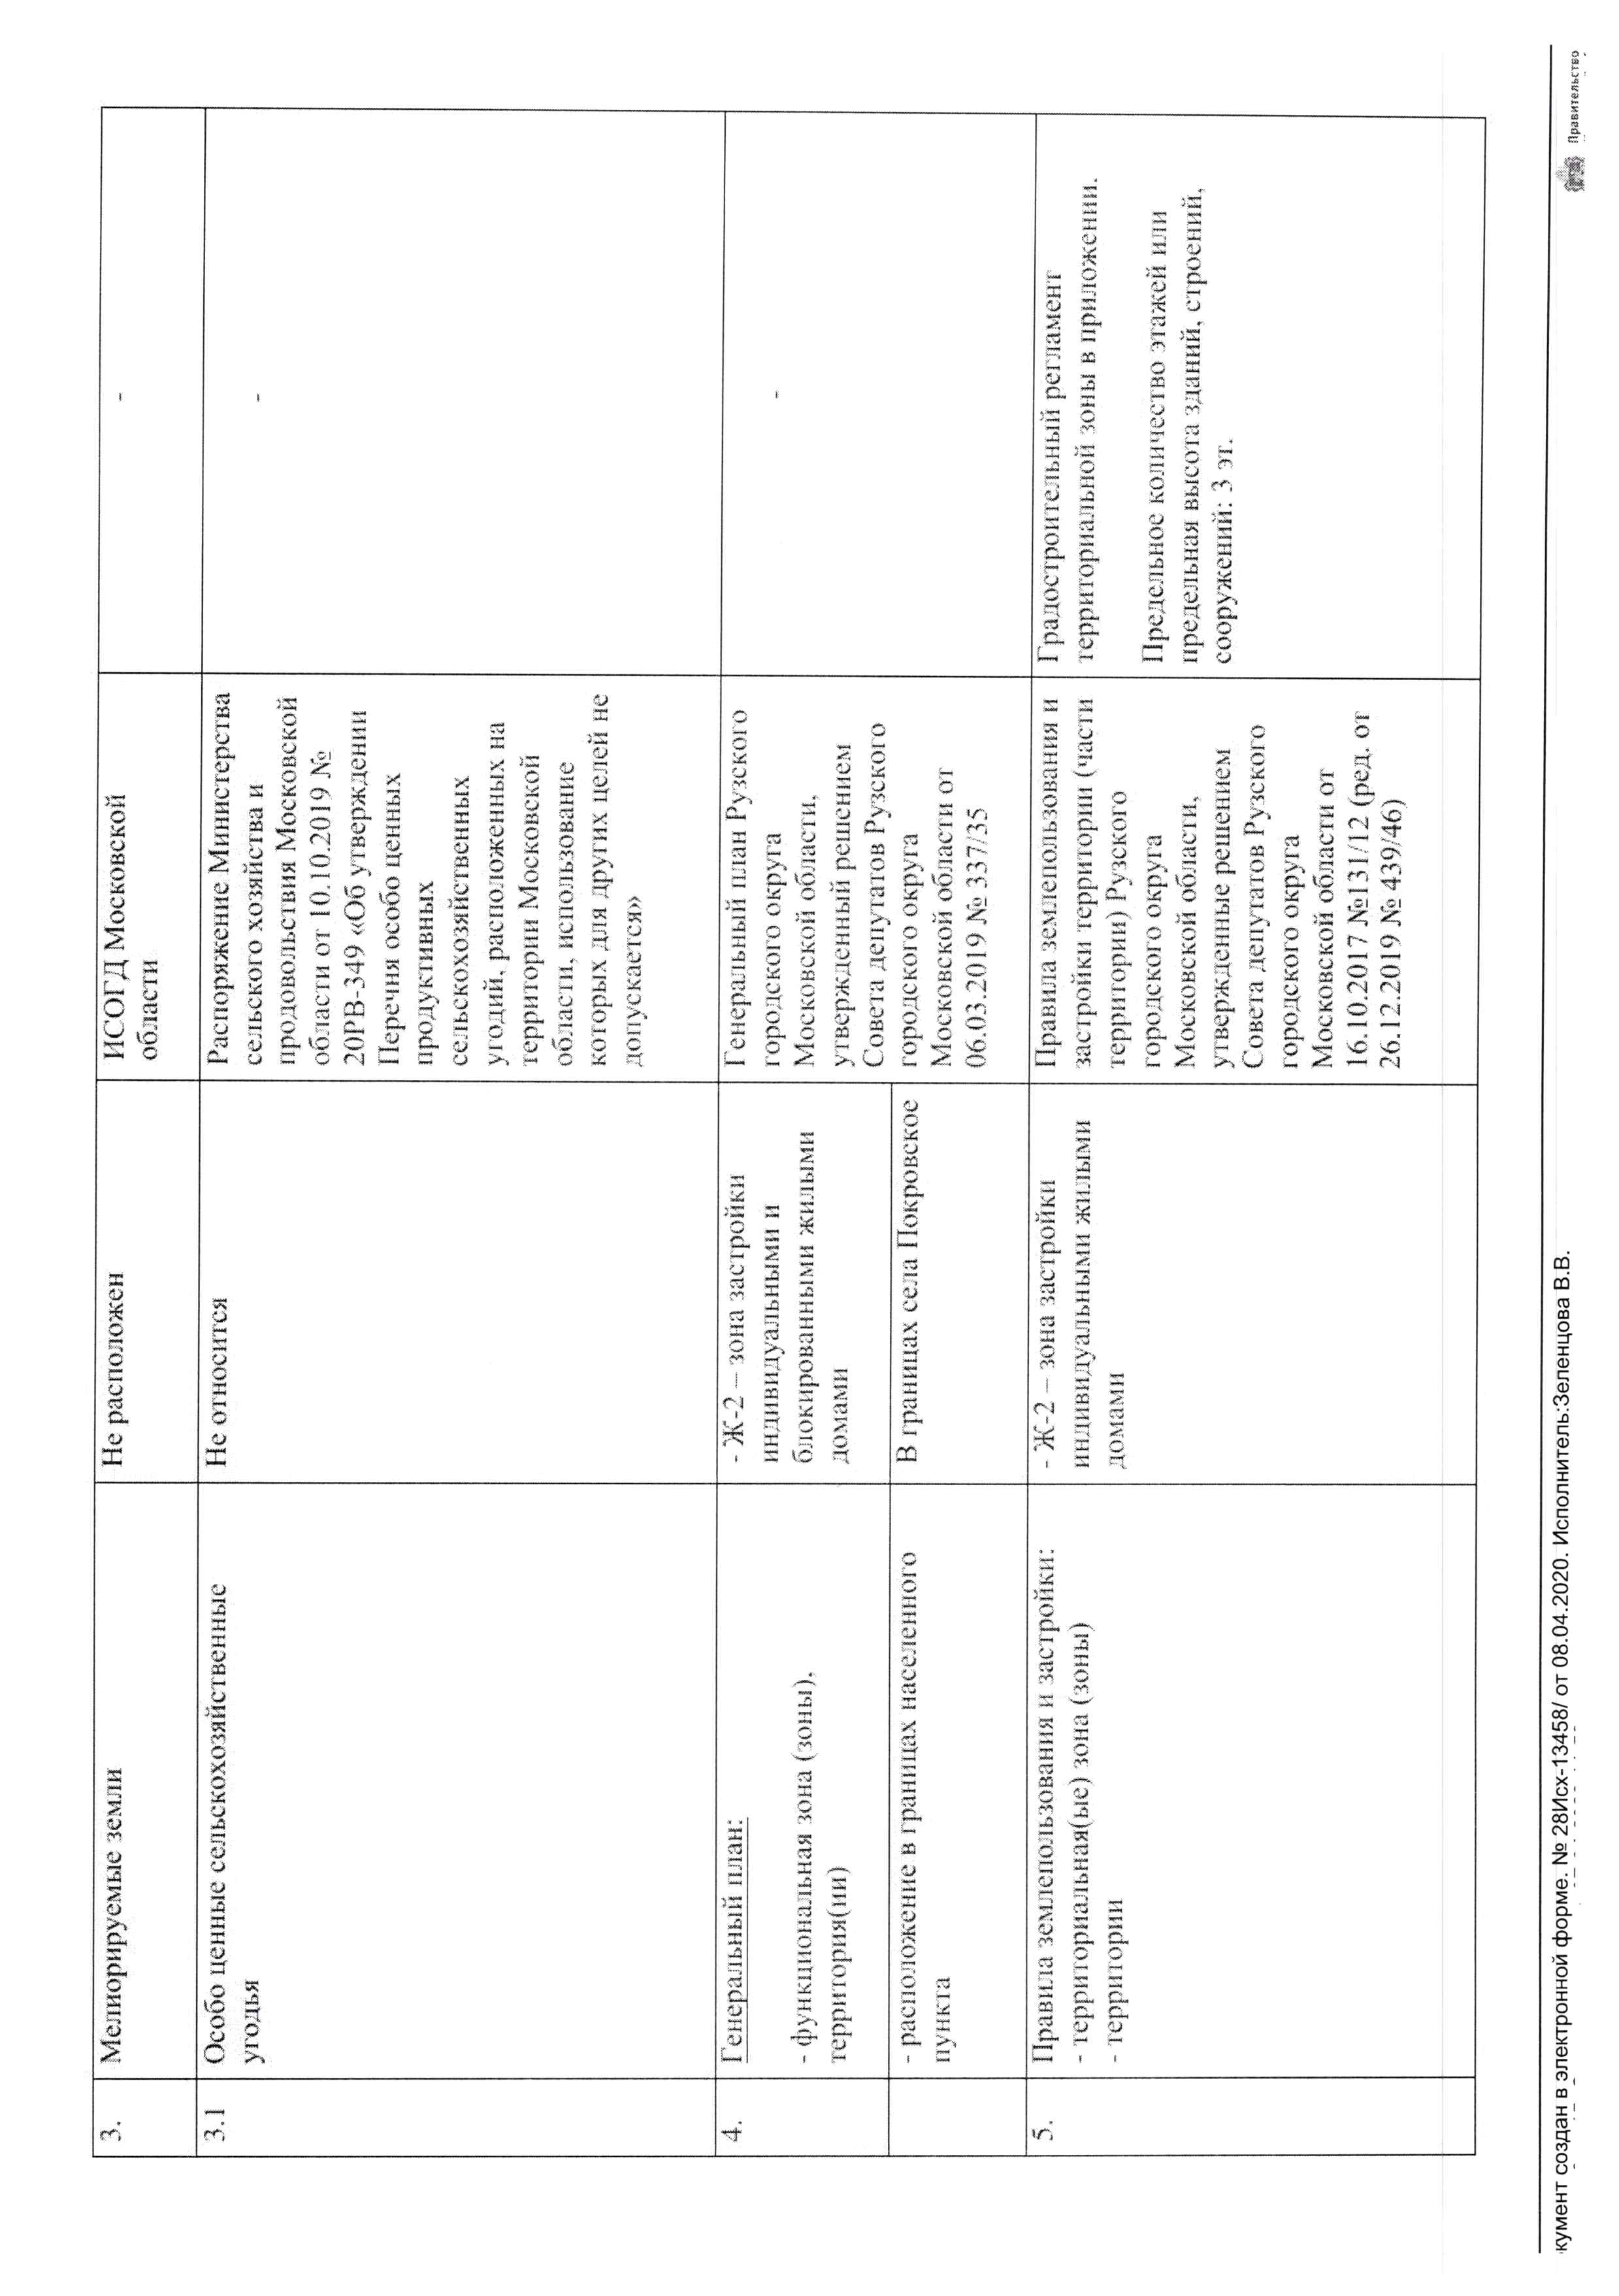 3.
Мелиорируемые земли
Не расположен
ИСОГД Московской
области
-
3.1
Особо ценные сельскохозяйственные
угодья
Не относится
Распоряжение Министерства
сельского хозяйства и
продовольствия Московской
области от 10.10.2019 №
20РВ-349 «Об утверждении
Перечня особо ценных
продуктивных
сельскохозяйственных
угодий, расположенных на
территории Московской
области, использование
которых для других целей не
допускается»
-
4.
Генеральный план:
- функциональная зона (зоны),
территория(ии)
- Ж-2 – зона застройки
индивидуальными и
блокированными жилыми
домами
Генеральный план Рузского
городского округа
Московской области,
утвержденный решением
Совета депутатов Рузского
городского округа
Московской области от
06.03.2019 № 337/35
-
- расположение в границах населенного
пункта
В границах села Покровское
5.
Правила землепользования и застройки:
- территориальная(ые) зона (зоны)
- территории
- Ж-2 – зона застройки
индивидуальными жилыми
домами
Правила землепользования и
застройки территории (части
территории) Рузского
городского округа
Московской области,
утвержденные решением
Совета депутатов Рузского
городского округа
Московской области от
16.10.2017 №131/12 (ред. от
26.12.2019 № 439/46)
Градостроительный регламент
территориальной зоны в приложении.
Предельное количество этажей или
предельная высота зданий, строений,
сооружений: 3 эт.
кумент создан в электронной форме. № 28Исх-13458/ от 08.04.2020. Исполнитель:Зеленцова В.В.
Правительство